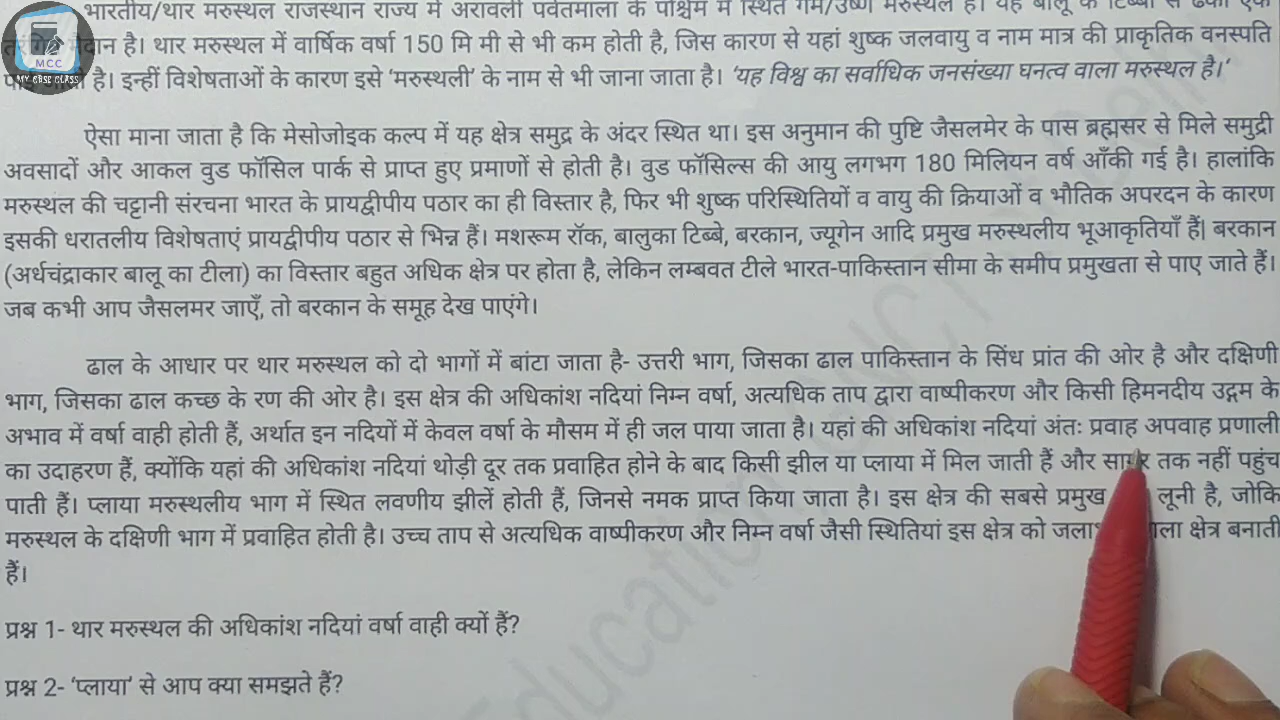 भारतीय/थार मरुस्थल राजस्थान राज्य में अरावली पर्वतमाला के पश्चिम में स्थित गर्म/उष्ण मरुस्थल है। यह बालू के टिब्बों से ढका एक
मैदान है। थार मरुस्थल में वार्षिक वर्षा 150 मि मी से भी कम होती है, जिस कारण से यहां शुष्क जलवायु व नाम मात्र की प्राकृतिक वनस्पति
है। इन्हीं विशेषताओं के कारण इसे 'मरुस्थली' के नाम से भी जाना जाता है। 'यह विश्व का सर्वाधिक जनसंख्या घनत्व वाला मरुस्थल है।'
MCC
MY CBSC CLASS
ऐसा माना जाता है कि मेसोजोइक कल्प में यह क्षेत्र समुद्र के अंदर स्थित था। इस अनुमान की पुष्टि जैसलमेर के पास ब्रह्मसर से मिले समुद्री
अवसादों और आकल वुड फॉसिल पार्क से प्राप्त हुए प्रमाणों से होती है। वुड फॉसिल्स की आयु लगभग 180 मिलियन वर्ष आँकी गई है। हालांकि
मरुस्थल की चट्टानी संरचना भारत के प्रायद्वीपीय पठार का ही विस्तार है, फिर भी शुष्क परिस्थितियों व वायु की क्रियाओं व भौतिक अपरदन के कारण
इसकी धरातलीय विशेषताएं प्रायद्वीपीय पठार से भिन्न हैं। मशरूम रॉक, बालुका टिब्बे, बरकान, ज्यूगेन आदि प्रमुख मरुस्थलीय भूआकृतियाँ हैं| बरकान
(अर्धचंद्राकार बालू का टीला) का विस्तार बहुत अधिक क्षेत्र पर होता है, लेकिन लम्बवत टीले भारत-पाकिस्तान सीमा के समीप प्रमुखता से पाए जाते हैं।
जब कभी आप जैसलमर जाएँ, तो बरकान के समूह देख पाएंगे।
ढाल के आधार पर थार मरुस्थल को दो भागों में बांटा जाता है- उत्तरी भाग, जिसका ढाल पाकिस्तान के सिंध प्रांत की ओर है और दक्षिणी
भाग, जिसका ढाल कच्छ के रण की ओर है। इस क्षेत्र की अधिकांश नदियां निम्न वर्षा, अत्यधिक ताप द्वारा वाष्पीकरण और किसी हिमनदीय उद्गम के
अभाव में वर्षा वाही होती हैं, अर्थात इन नदियों में केवल वर्षा के मौसम में ही जल पाया जाता है। यहां की अधिकांश नदियां अंतः प्रवाह अपवाह प्रणाली
का उदाहरण हैं, क्योंकि यहां की अधिकांश नदियां थोड़ी दूर तक प्रवाहित होने के बाद किसी झील या प्लाया में मिल जाती हैं और सागर तक नहीं पहुंच
पाती हैं। प्लाया मरुस्थलीय भाग में स्थित लवणीय झीलें होती हैं, जिनसे नमक प्राप्त किया जाता है। इस क्षेत्र की सबसे प्रमुख लूनी है, जोकि
मरुस्थल के दक्षिणी भाग में प्रवाहित होती है। उच्च ताप से अत्यधिक वाष्पीकरण और निम्न वर्षा जैसी स्थितियां इस क्षेत्र को क्षेत्र बनाती
हैं।
प्रश्न 1- थार मरुस्थल की अधिकांश नदियां वर्षा वाही क्यों हैं?
प्रश्न 2- 'प्लाया' से आप क्या समझते हैं?